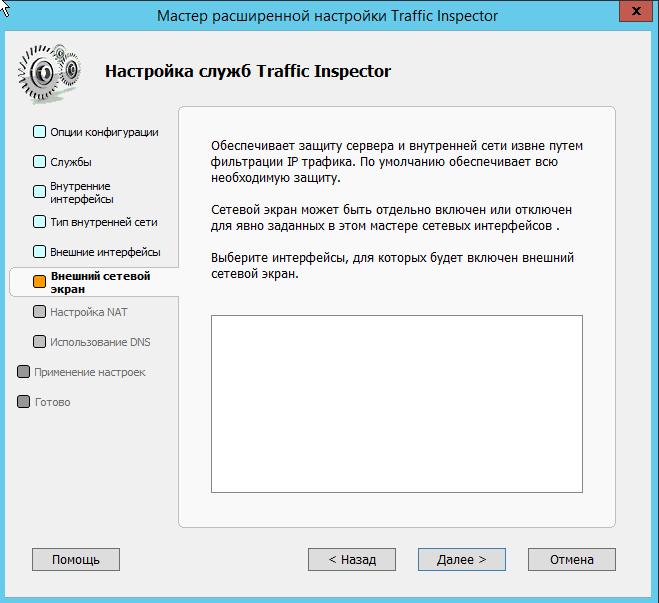 Мастер расширенной настройки Traffic Inspector
x
Настройка служб Traffic Inspector
Опции конфигурации
Службы
Внутренние
интерфейсы
Тип внутренней сети
Внешние интерфейсы
Внешний сетевой
экран
Настройка NAT
Использование DNS
Применение настроек
Готово
Обеспечивает защиту сервера и внутренней сети извне путем
фильтрации IP трафика. По умолчанию обеспечивает всю
необходимую защиту.
Сетевой экран может быть отдельно включен или отключен
для явно заданных в этом мастере сетевых интерфейсов .
Выберите интерфейсы, для которых будет включен внешний
сетевой экран.
Помощь
< Назад
Далее >
Отмена